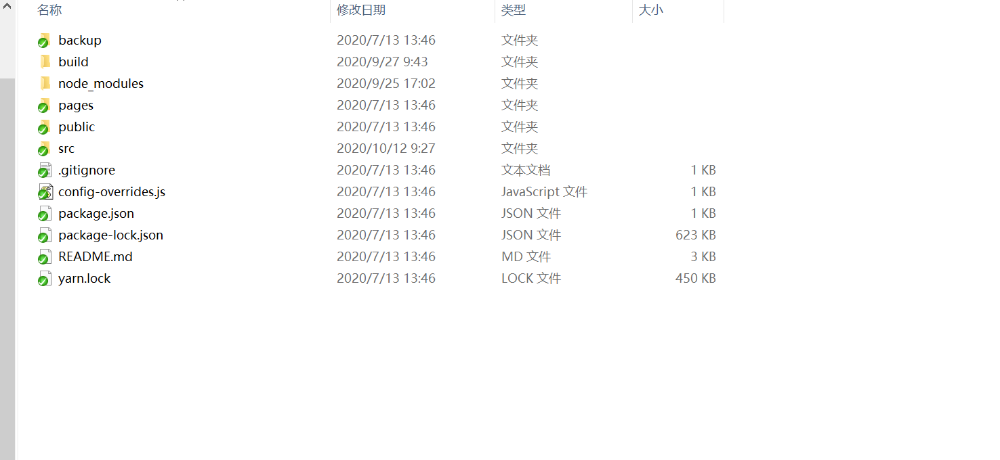 名称 修改日期 类型 大小
backup 2020/7/13 13:46 文件夹
build 2020/9/27 9:43 文件夹
node_modules 2020/9/25 17:02 文件夹
pages 2020/7/13 13:46 文件夹
public 2020/7/13 13:46 文件夹
src 2020/10/12 9:27 文件夹
.gitignore 2020/7/13 13:46 文本文档 1 KB
config-overrides.js 2020/7/13 13:46 JavaScript 文件 1 KB
package.json 2020/7/13 13:46 JSON 文件 1 KB
package-lock.json 2020/7/13 13:46 JSON 文件 623 KB
README.md 2020/7/13 13:46 MD 文件 3 KB
yarn.lock 2020/7/13 13:46 LOCK 文件 450 KB